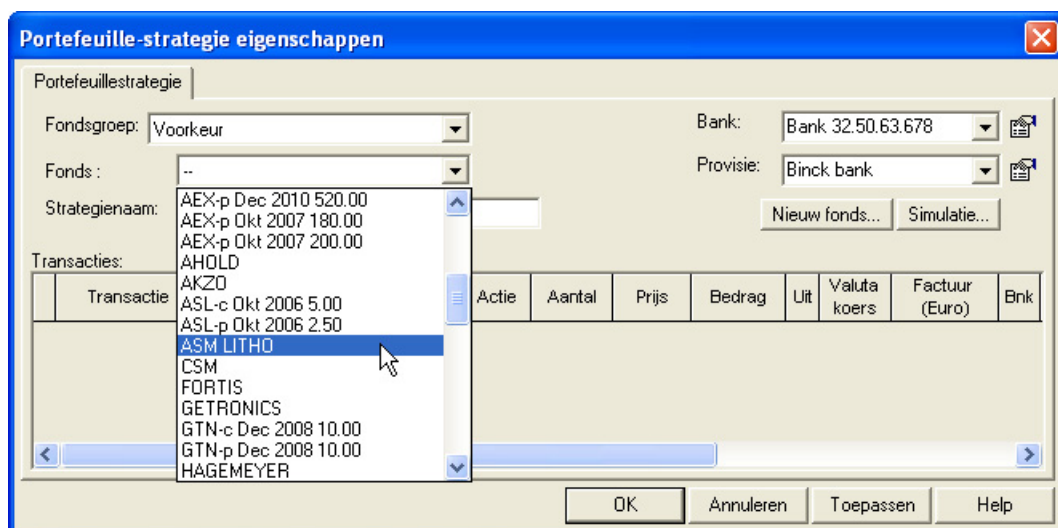 Portefeuille-strategie eigenschappen
Portefeuillestrategie
Fondsgroep: Voorkeur
Bank: Bank 32.50.63.678
Fonds : --
Provisie: Binck bank
Strategienaam:
Nieuw fonds... Simulatie...
AEX-p Dec 2010 520.00
AEX-p Okt 2007 180.00
AEX-p Okt 2007 200.00
AHOLD
AKZO
ASL-c Okt 2006 5.00
ASL-p Okt 2006 2.50
ASM LITHO
CSM
FORTIS
GETRONICS
GTN-c Dec 2008 10.00
GTN-p Dec 2008 10.00
HAGEMEYER
Transacties:
Transactie Actie Aantal Prijs Bedrag Uit Valuta koers Factuur (Euro) Bnk
OK Annuleren Toepassen Help